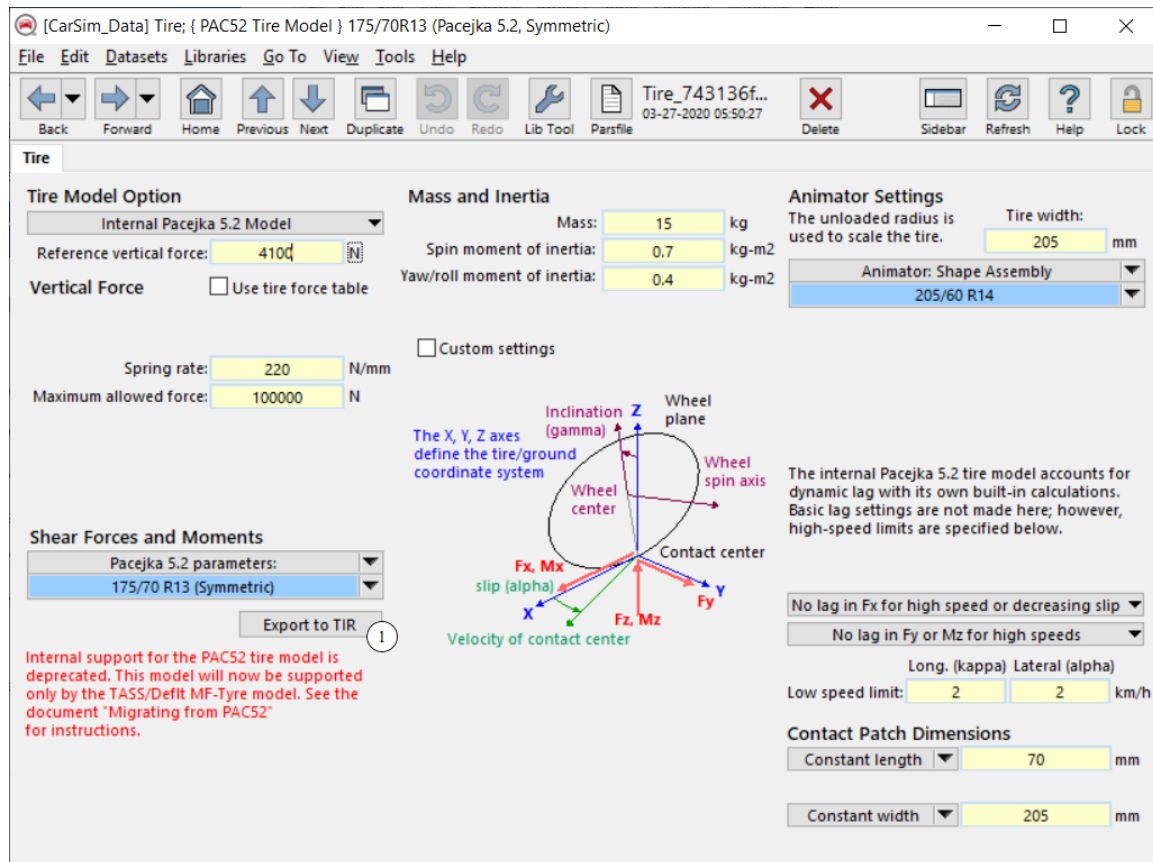 [CarSim_Data] Tire; { PAC52 Tire Model } 175/70R13 (Pacejka 5.2, Symmetric)
File Edit Datasets Libraries Go To View Tools Help
Back Forward Home Previous Next Duplicate Undo Redo Lib Tool Parsfile
Tire_743136f...
03-27-2020 05:50:27
Delete Sidebar Refresh Help Lock
Tire
Tire Model Option
Internal Pacejka 5.2 Model
Reference vertical force: 4100 N
Vertical Force Use tire force table
Spring rate: 220 N/mm
Maximum allowed force: 100000 N
Shear Forces and Moments
Pacejka 5.2 parameters:
175/70 R13 (Symmetric)
Export to TIR 1
Internal support for the PAC52 tire model is
deprecated. This model will now be supported
only by the TASS/Deflt MF-Tyre model. See the
document "Migrating from PAC52"
for instructions.
Mass and Inertia
Mass: 15 kg
Spin moment of inertia: 0.7 kg-m2
Yaw/roll moment of inertia: 0.4 kg-m2
Custom settings
The X, Y, Z axes
define the tire/ground
coordinate system
Inclination
(gamma)
Z
Wheel
plane
Wheel
spin axis
Wheel
center
Contact center
Fx, Mx
slip (alpha)
X
Y
Fy
Fz, Mz
Velocity of contact center
Animator Settings
The unloaded radius is
used to scale the tire.
Tire width:
205 mm
Animator: Shape Assembly
205/60 R14
The internal Pacejka 5.2 tire model accounts for
dynamic lag with its own built-in calculations.
Basic lag settings are not made here; however,
high-speed limits are specified below.
No lag in Fx for high speed or decreasing slip
No lag in Fy or Mz for high speeds
Long. (kappa) Lateral (alpha)
Low speed limit: 2 2 km/h
Contact Patch Dimensions
Constant length 70 mm
Constant width 205 mm